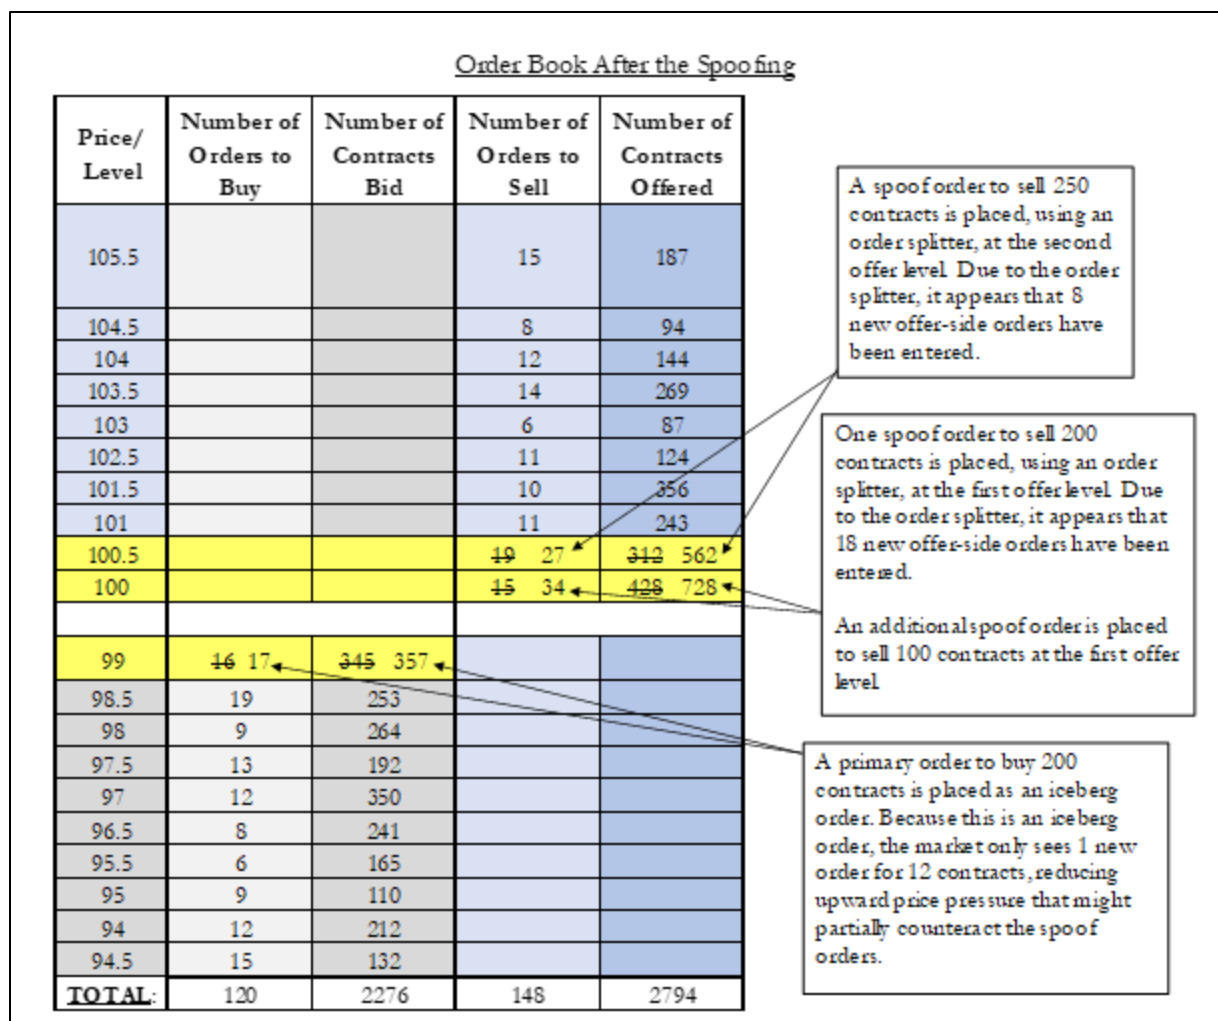 Order Book After the Spoofing
Price/ Level | Number of Orders to Buy | Number of Contracts Bid | Number of Orders to Sell | Number of Contracts Offered
105.5 15 187
104.5 8 94
104 12 144
103.5 14 269
103 6 87
102.5 11 124
101.5 10 356
101 11 243
100.5 19 27 312 562
100 15 34 428 728
99 16 17 345 357
98.5 19 253
98 9 264
97.5 13 192
97 12 350
96.5 8 241
95.5 6 165
95 9 110
94 12 212
94.5 15 132
TOTAL: 120 2276 148 2794
A spoof order to sell 250
contracts is placed, using an
order splitter, at the second
offer level. Due to the order
splitter, it appears that 8
new offer-side orders have
been entered.
One spoof order to sell 200
contracts is placed, using an order
splitter, at the first offer level. Due
to the order splitter, it appears that
18 new offer-side orders have been
entered.
An additional spoof order is placed
to sell 100 contracts at the first offer
level.
A primary order to buy 200
contracts is placed as an iceberg
order. Because this is an iceberg
order, the market only sees 1 new
order for 12 contracts, reducing
upward price pressure that might
partially counteract the spoof
orders.